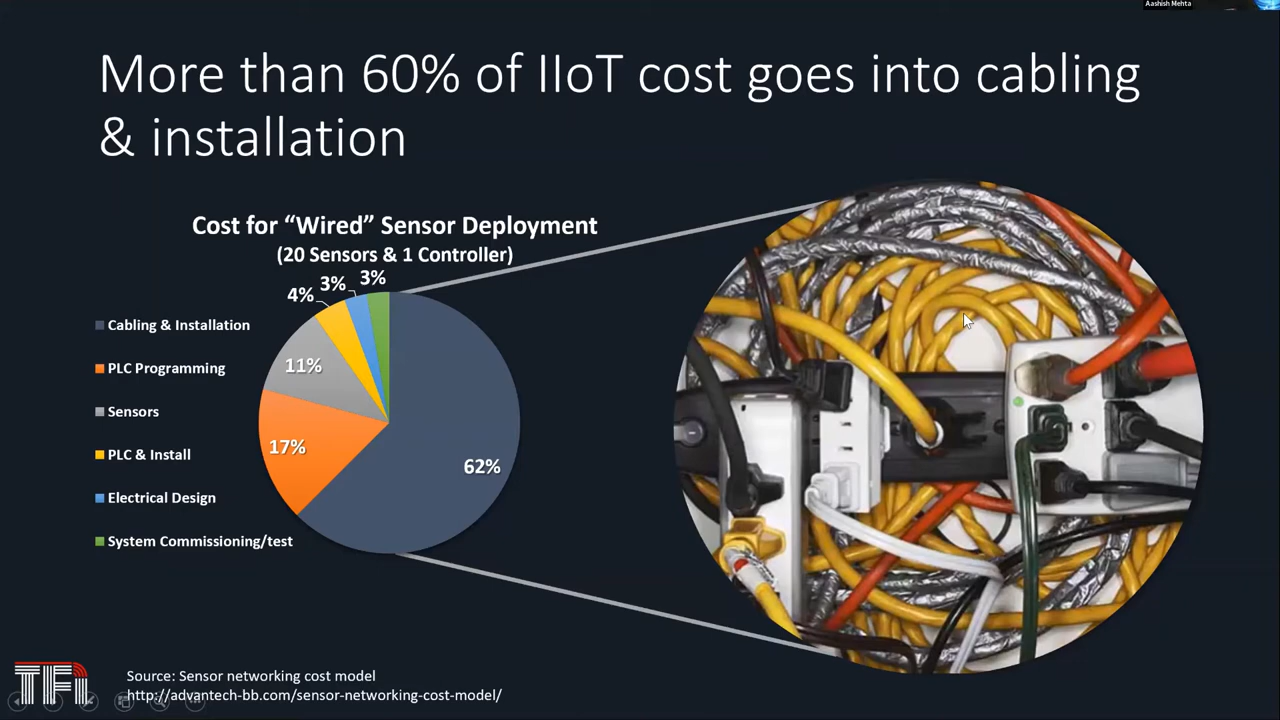 Aashish Mehta
More than 60% of IIoT cost goes into cabling
& installation
Cost for “Wired” Sensor Deployment
(20 Sensors & 1 Controller)
3%
3%
4%
11%
17%
62%
Cabling & Installation
PLC Programming
Sensors
PLC & Install
Electrical Design
System Commissioning/test
TFi
Source: Sensor networking cost model
http://advantech-bb.com/sensor-networking-cost-model/